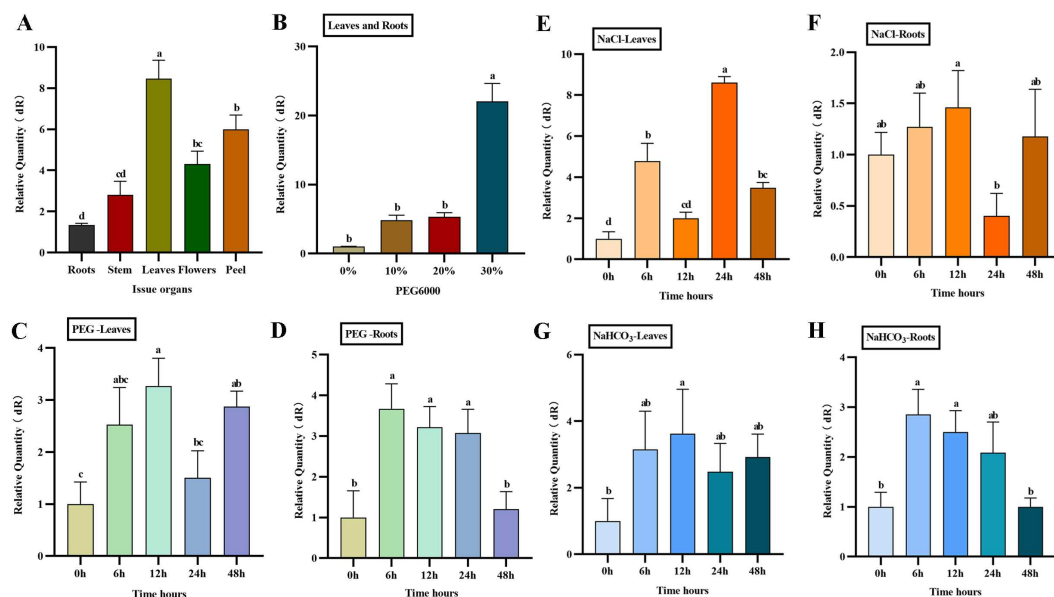 A
Relative Quantity ( dR)
10
8
6
4
2
0
d
cd
a
bc
b
Roots Stem Leaves Flowers Peel
Issue organs
B
Leaves and Roots
Relative Quantity ( dR)
30
20
10
0
b
b
b
a
0% 10% 20% 30%
PEG6000
E
NaCl-Leaves
Relative Quantity ( dR)
10
8
6
4
2
0
d
b
cd
a
bc
0h 6h 12h 24h 48h
Time hours
F
NaCl-Roots
Relative Quantity ( dR)
2.0
1.5
1.0
0.5
0.0
ab
ab
a
b
ab
0h 6h 12h 24h 48h
Time hours
C
PEG -Leaves
Relative Quantity ( dR)
4
3
2
1
0
c
abc
a
bc
ab
0h 6h 12h 24h 48h
Time hours
D
PEG -Roots
Relative Quantity ( dR)
5
4
3
2
1
0
b
a
a
a
b
0h 6h 12h 24h 48h
Time hours
G
NaHCO₃-Leaves
Relative Quantity ( dR)
6
4
2
0
b
ab
a
ab
ab
0h 6h 12h 24h 48h
Time hours
H
NaHCO₃-Roots
Relative Quantity ( dR)
4
3
2
1
0
b
a
a
ab
b
0h 6h 12h 24h 48h
Time hours